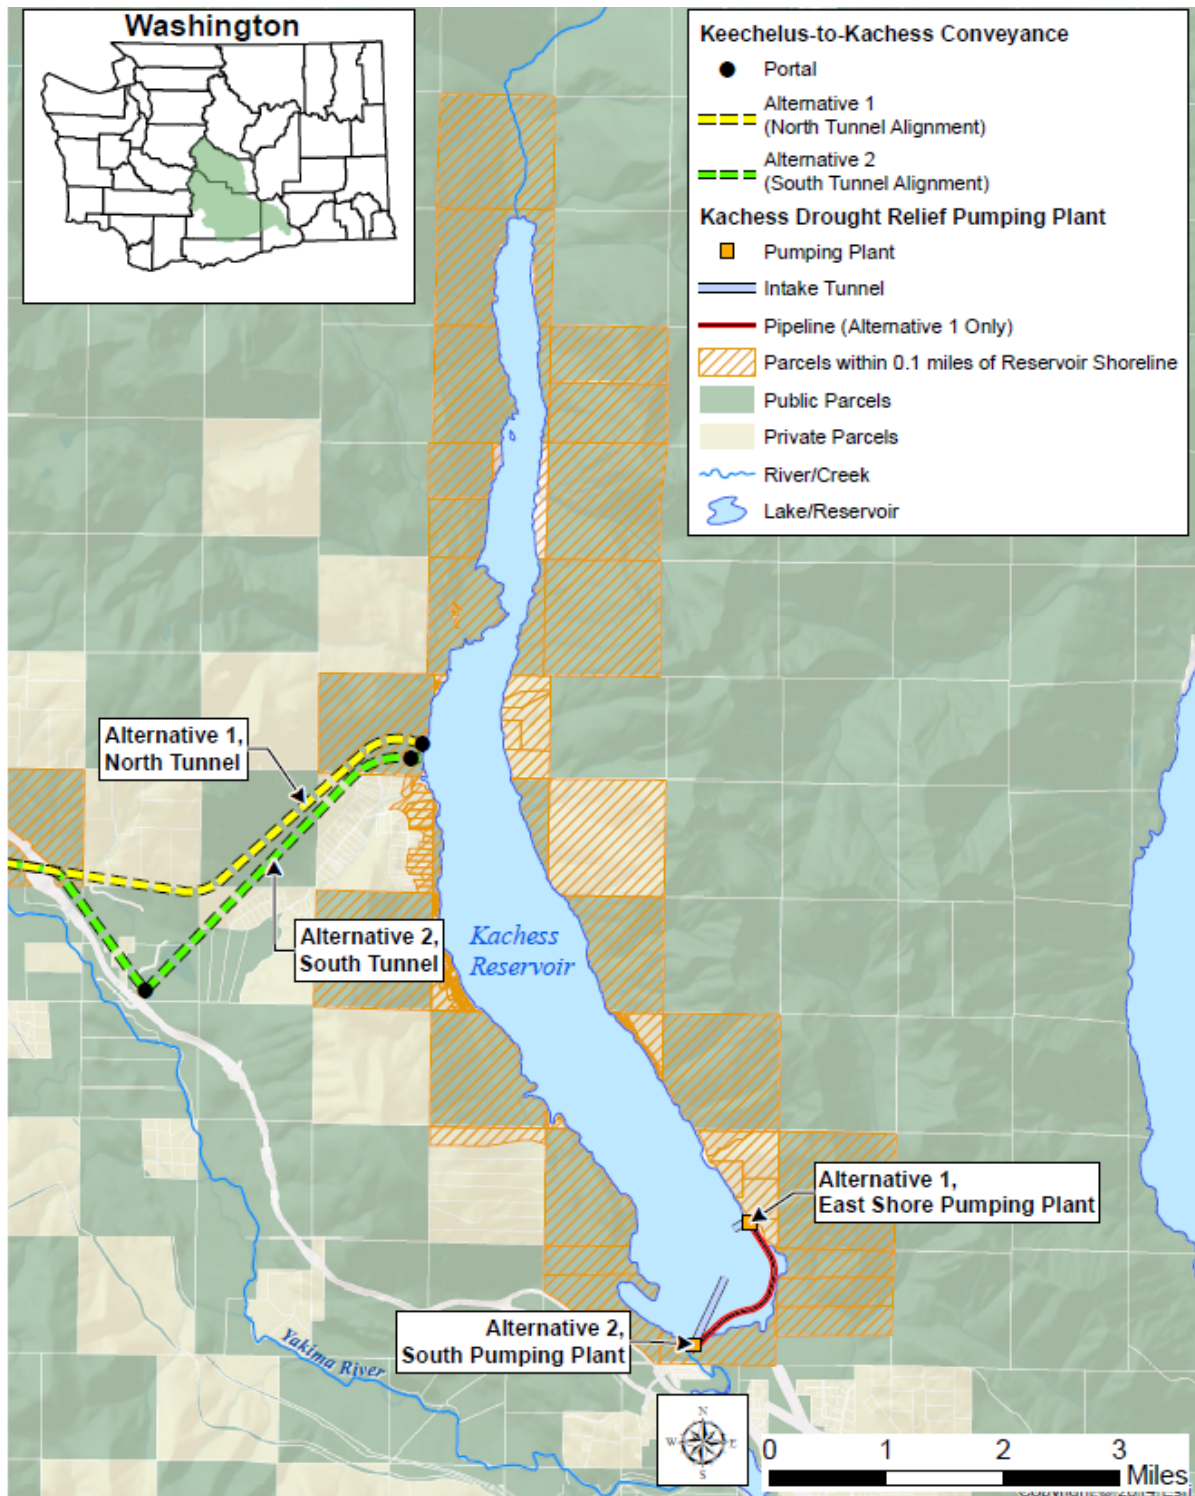 Washington
Keechelus-to-Kachess Conveyance
Portal
Alternative 1
(North Tunnel Alignment)
Alternative 2
(South Tunnel Alignment)
Kachess Drought Relief Pumping Plant
Pumping Plant
Intake Tunnel
Pipeline (Alternative 1 Only)
Parcels within 0.1 miles of Reservoir Shoreline
Public Parcels
Private Parcels
River/Creek
Lake/Reservoir
Alternative 1,
North Tunnel
Alternative 2,
South Tunnel
Kachess
Reservoir
Alternative 1,
East Shore Pumping Plant
Alternative 2,
South Pumping Plant
Yakima River
N
W E
S
0 1 2 3
Miles